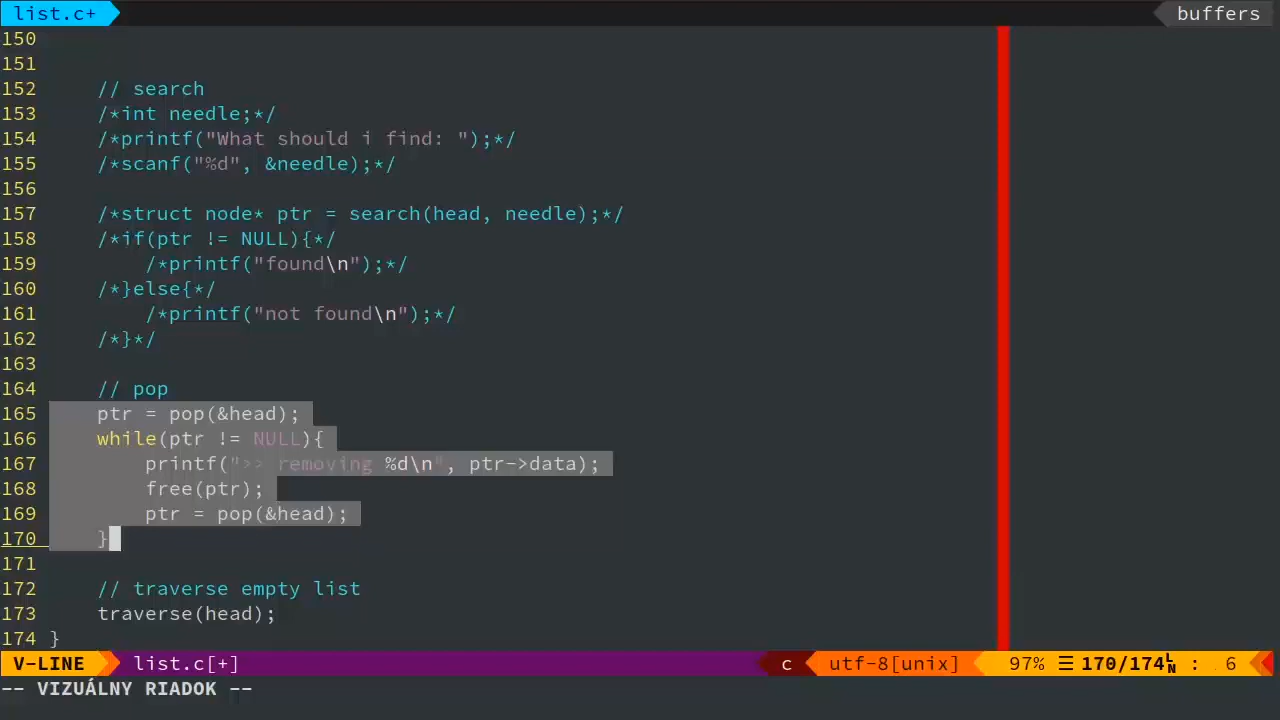 list.c+ buffers
150
151
152 // search
153 /*int needle;*/
154 /*printf("What should i find: ");*/
155 /*scanf("%d", &needle);*/
156
157 /*struct node* ptr = search(head, needle);*/
158 /*if(ptr != NULL){*/
159 /*printf("found\n");*/
160 /*}else{*/
161 /*printf("not found\n");*/
162 /*}*/
163
164 // pop
165 ptr = pop(&head);
166 while(ptr != NULL){
167 printf(">> removing %d\n", ptr->data);
168 free(ptr);
169 ptr = pop(&head);
170 }
171
172 // traverse empty list
173 traverse(head);
174 }
V-LINE list.c[+] c utf-8[unix] 97% ☰ 170/174 ㏑ : 6
-- VIZUÁLNY RIADOK --